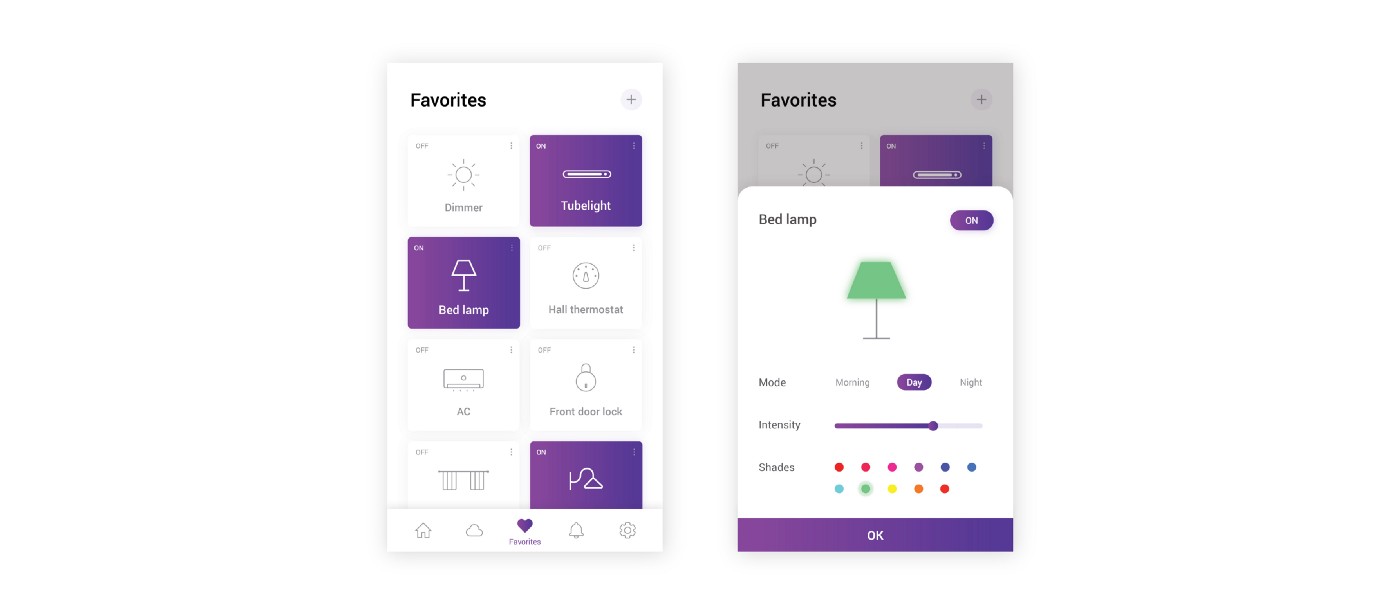 Favorites
OFF
ON
Dimmer
Tubelight
ON
OFF
Bed lamp
Hall thermostat
OFF
OFF
AC
Front door lock
OFF
ON
Favorites
Favorites
OFF
ON
Bed lamp
ON
Mode
Morning
Day
Night
Intensity
Shades
OK